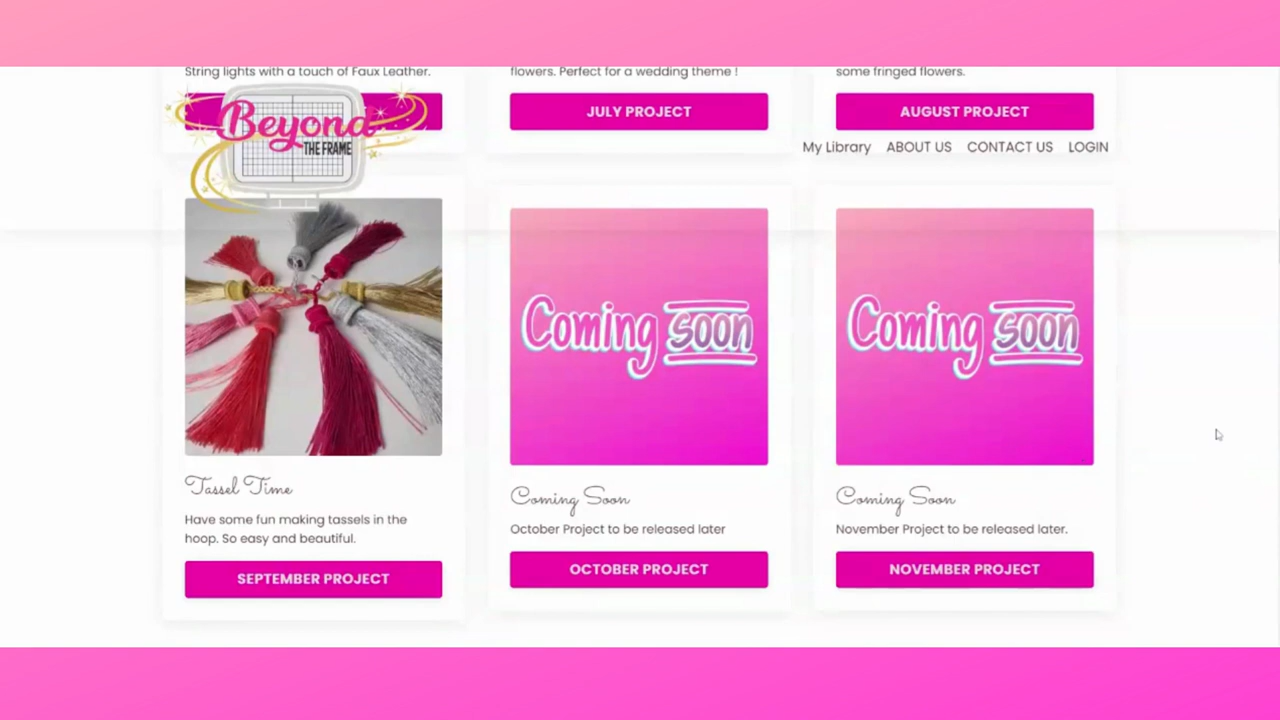 String lights with a touch of Faux Leather.
flowers. Perfect for a wedding theme !
some fringed flowers.
JULY PROJECT
AUGUST PROJECT
Beyond
THE FRAME
My Library ABOUT US CONTACT US LOGIN
Coming soon
Coming soon
Tassel Time
Have some fun making tassels in the
hoop. So easy and beautiful.
SEPTEMBER PROJECT
Coming Soon
October Project to be released later
OCTOBER PROJECT
Coming Soon
November Project to be released later.
NOVEMBER PROJECT